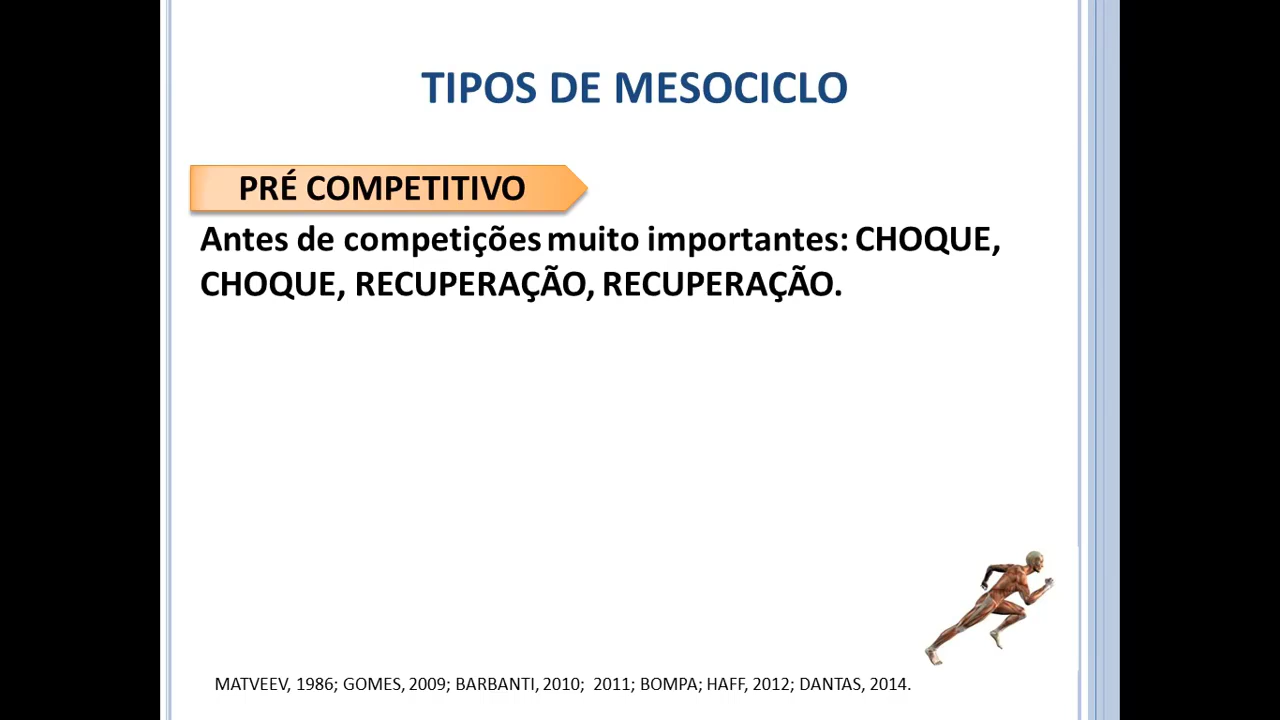 TIPOS DE MESOCICLO
PRÉ COMPETITIVO
Antes de competições muito importantes: CHOQUE,
CHOQUE, RECUPERAÇÃO, RECUPERAÇÃO.
MATVEEV, 1986; GOMES, 2009; BARBANTI, 2010; 2011; BOMPA; HAFF, 2012; DANTAS, 2014.